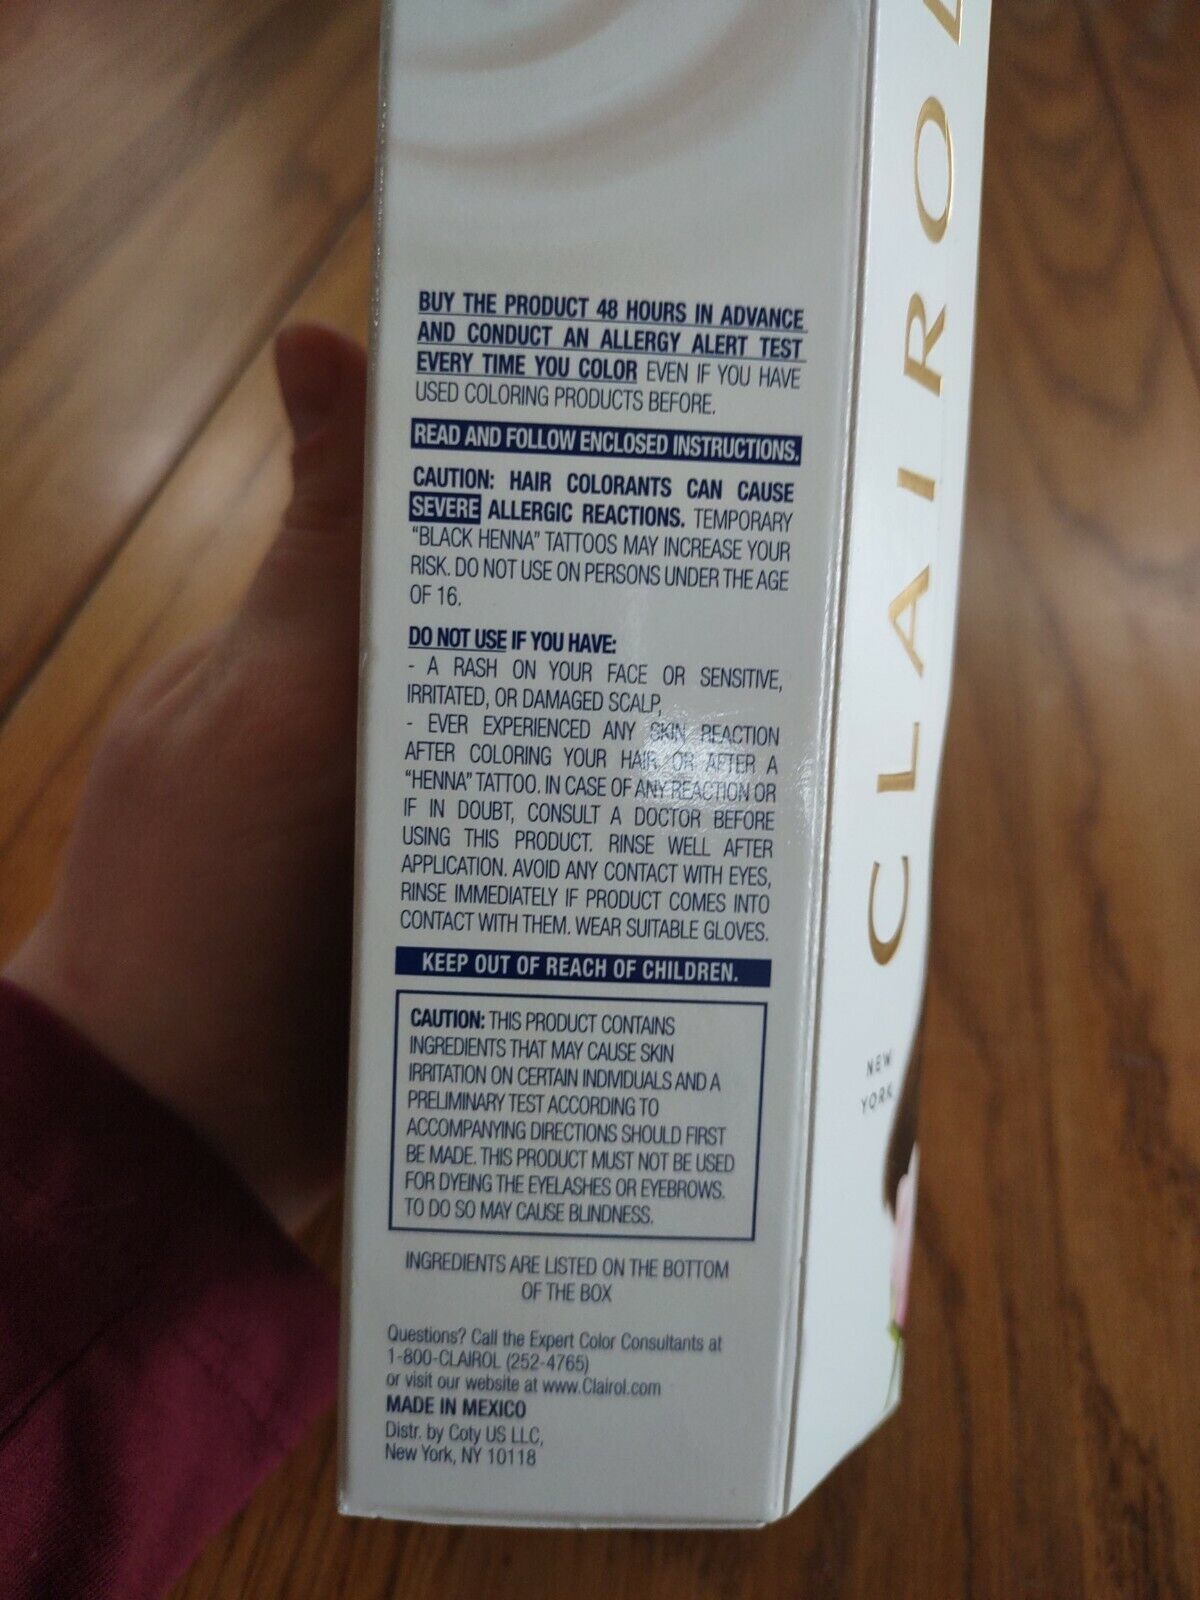 BUY THE PRODUCT 48 HOURS IN ADVANCE
AND CONDUCT AN ALLERGY ALERT TEST
EVERY TIME YOU COLOR EVEN IF YOU HAVE
USED COLORING PRODUCTS BEFORE.
READ AND FOLLOW ENCLOSED INSTRUCTIONS.
CAUTION: HAIR COLORANTS CAN CAUSE
SEVERE ALLERGIC REACTIONS. TEMPORARY
"BLACK HENNA" TATTOOS MAY INCREASE YOUR
RISK. DO NOT USE ON PERSONS UNDER THE AGE
OF 16.
DO NOT USE IF YOU HAVE:
- A RASH ON YOUR FACE OR SENSITIVE,
IRRITATED, OR DAMAGED SCALP,
- EVER EXPERIENCED ANY SKIN REACTION
AFTER COLORING YOUR HAIR OR AFTER A
"HENNA" TATTOO. IN CASE OF ANY REACTION OR
IF IN DOUBT, CONSULT A DOCTOR BEFORE
USING THIS PRODUCT. RINSE WELL AFTER
APPLICATION. AVOID ANY CONTACT WITH EYES,
RINSE IMMEDIATELY IF PRODUCT COMES INTO
CONTACT WITH THEM. WEAR SUITABLE GLOVES.
KEEP OUT OF REACH OF CHILDREN.
CAUTION: THIS PRODUCT CONTAINS
INGREDIENTS THAT MAY CAUSE SKIN
IRRITATION ON CERTAIN INDIVIDUALS AND A
PRELIMINARY TEST ACCORDING TO
ACCOMPANYING DIRECTIONS SHOULD FIRST
BE MADE. THIS PRODUCT MUST NOT BE USED
FOR DYEING THE EYELASHES OR EYEBROWS.
TO DO SO MAY CAUSE BLINDNESS.
INGREDIENTS ARE LISTED ON THE BOTTOM
OF THE BOX
Questions? Call the Expert Color Consultants at
1-800-CLAIROL (252-4765)
or visit our website at www.Clairol.com
MADE IN MEXICO
Distr. by Coty US LLC,
New York, NY 10118
CLAIROL
NEW
YORK